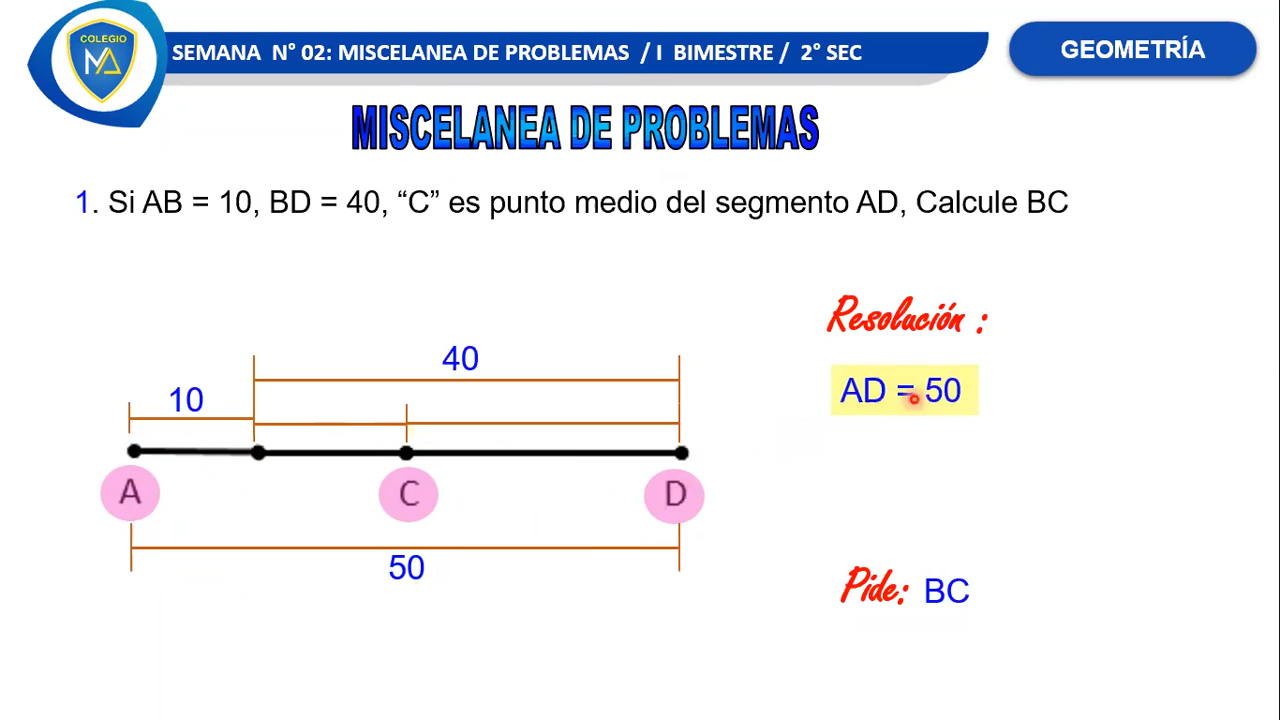 COLEGIO
MA
SEMANA N° 02: MISCELANEA DE PROBLEMAS / I BIMESTRE / 2° SEC
GEOMETRÍA
MISCELANEA DE PROBLEMAS
1. Si AB = 10, BD = 40, “C” es punto medio del segmento AD, Calcule BC
Resolución :
40
AD = 50
10
A
C
D
50
Pide: BC